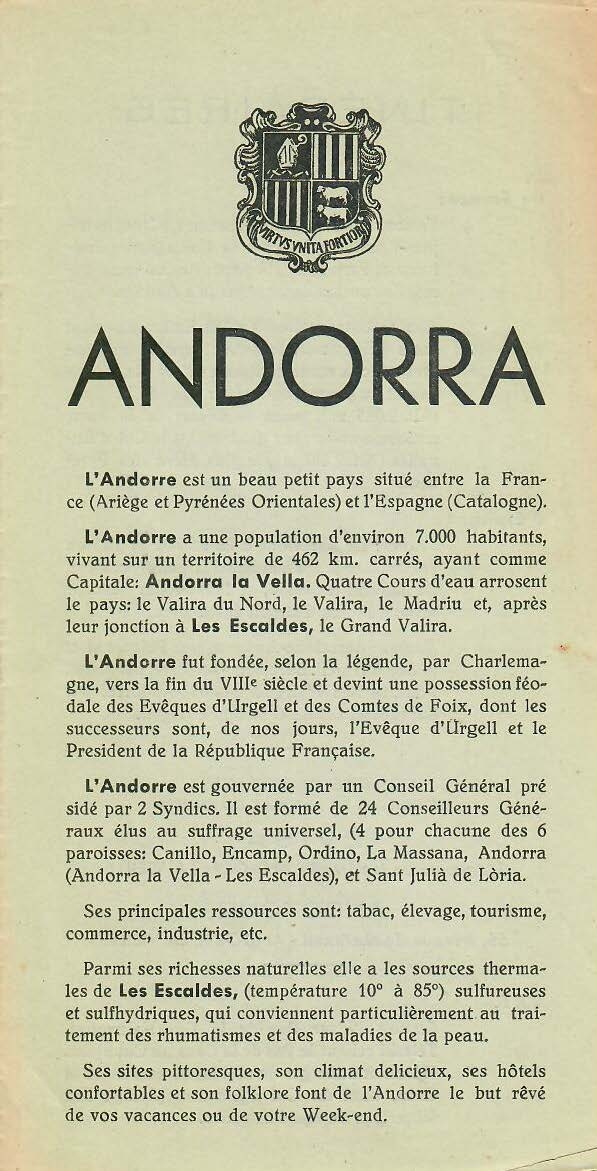 VIRTVS VNITA FORTIOR
ANDORRA
L'Andorre est un beau petit pays situé entre la Fran-
ce (Ariège et Pyrénées Orientales) et l'Espagne (Catalogne).
L'Andorre a une population d'environ 7.000 habitants,
vivant sur un territoire de 462 km. carrés, ayant comme
Capitale: Andorra la Vella. Quatre Cours d'eau arrosent
le pays: le Valira du Nord, le Valira, le Madriu et, après
leur jonction à Les Escaldes, le Grand Valira.
L'Andorre fut fondée, selon la légende, par Charlema-
gne, vers la fin du VIIIe siècle et devint une possession féo-
dale des Evêques d'Urgell et des Comtes de Foix, dont les
successeurs sont, de nos jours, l'Evêque d'Ürgell et le
President de la République Française.
L'Andorre est gouvernée par un Conseil Général pré
sidé par 2 Syndics. Il est formé de 24 Conseilleurs Géné-
raux élus au suffrage universel, (4 pour chacune des 6
paroisses: Canillo, Encamp, Ordino, La Massana, Andorra
(Andorra la Vella - Les Escaldes), et Sant Julià de Lòria.
Ses principales ressources sont: tabac, élevage, tourisme,
commerce, industrie, etc.
Parmi ses richesses naturelles elle a les sources therma-
les de Les Escaldes, (température 10° à 85°) sulfureuses
et sulfhydriques, qui conviennent particulièrement au trai-
tement des rhumatismes et des maladies de la peau.
Ses sites pittoresques, son climat delicieux, ses hôtels
confortables et son folklore font de l'Andorre le but rêvé
de vos vacances ou de votre Week-end.